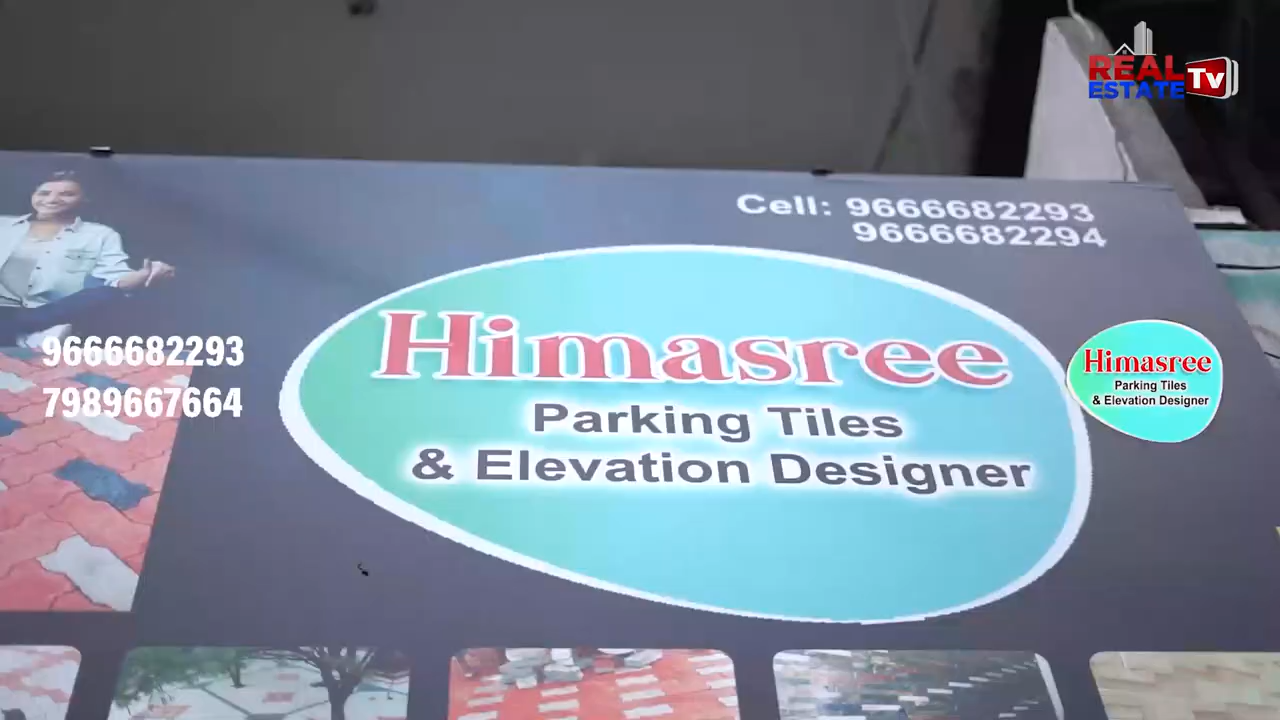 REAL
ESTATE
TV
Cell: 9666682293
9666682294
Himasree
Parking Tiles
& Elevation Designer
9666682293
7989667664
Himasree
Parking Tiles
& Elevation Designer